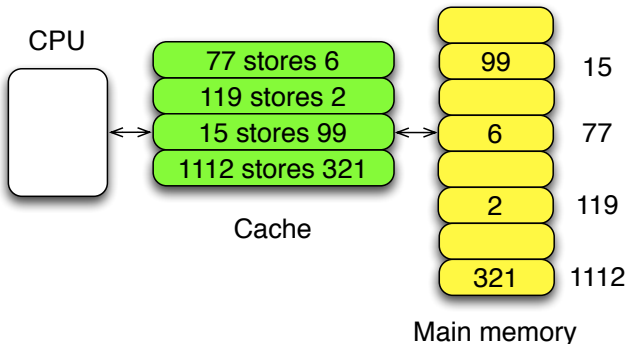 CPU
77 stores 6
119 stores 2
15 stores 99
1112 stores 321
Cache
99 15
6 77
2 119
321 1112
Main memory